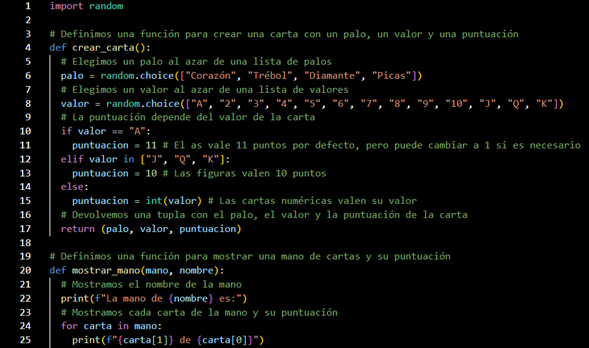 1 import random
2
3 # Definimos una función para crear una carta con un palo, un valor y una puntuación
4 def crear_carta():
5 # Elegimos un palo al azar de una lista de palos
6 palo = random.choice(["Corazón", "Trébol", "Diamante", "Picas"])
7 # Elegimos un valor al azar de una lista de valores
8 valor = random.choice(["A", "2", "3", "4", "5", "6", "7", "8", "9", "10", "J", "Q", "K"])
9 # La puntuación depende del valor de la carta
10 if valor == "A":
11 puntuacion = 11 # El as vale 11 puntos por defecto, pero puede cambiar a 1 si es necesario
12 elif valor in ["J", "Q", "K"]:
13 puntuacion = 10 # Las figuras valen 10 puntos
14 else:
15 puntuacion = int(valor) # Las cartas numéricas valen su valor
16 # Devolvemos una tupla con el palo, el valor y la puntuación de la carta
17 return (palo, valor, puntuacion)
18
19 # Definimos una función para mostrar una mano de cartas y su puntuación
20 def mostrar_mano(mano, nombre):
21 # Mostramos el nombre de la mano
22 print(f"La mano de {nombre} es:")
23 # Mostramos cada carta de la mano y su puntuación
24 for carta in mano:
25 print(f"{carta[1]} de {carta[0]}")